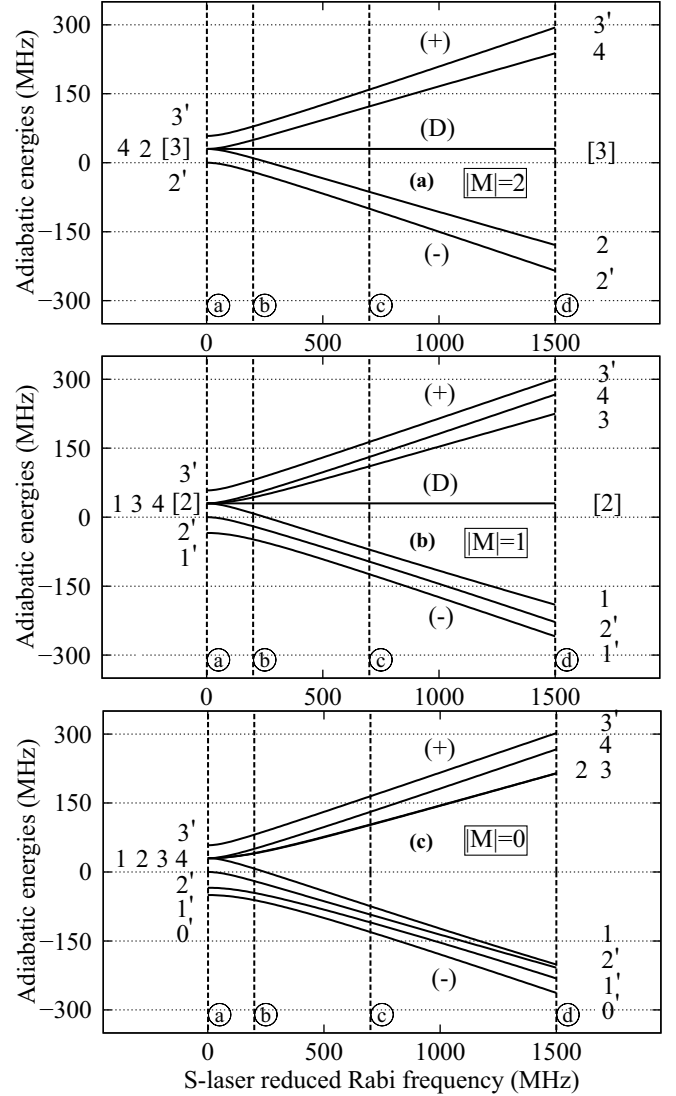 300
150
0
−150
−300
Adiabatic energies (MHz)
3'
4 2 [3]
2'
(+)
(D)
(a) |M|=2
(-)
3'
4
[3]
2
2'
a b c d
0 500 1000 1500
300
150
0
−150
−300
Adiabatic energies (MHz)
3'
1 3 4 [2]
2'
1'
(+)
(D)
(b) |M|=1
(-)
3'
4
3
[2]
1
2'
1'
a b c d
0 500 1000 1500
300
150
0
−150
−300
Adiabatic energies (MHz)
3'
1 2 3 4
2'
1'
0'
(+)
(c) |M|=0
(-)
3'
4
2 3
1
2'
1'
0'
a b c d
0 500 1000 1500
S-laser reduced Rabi frequency (MHz)